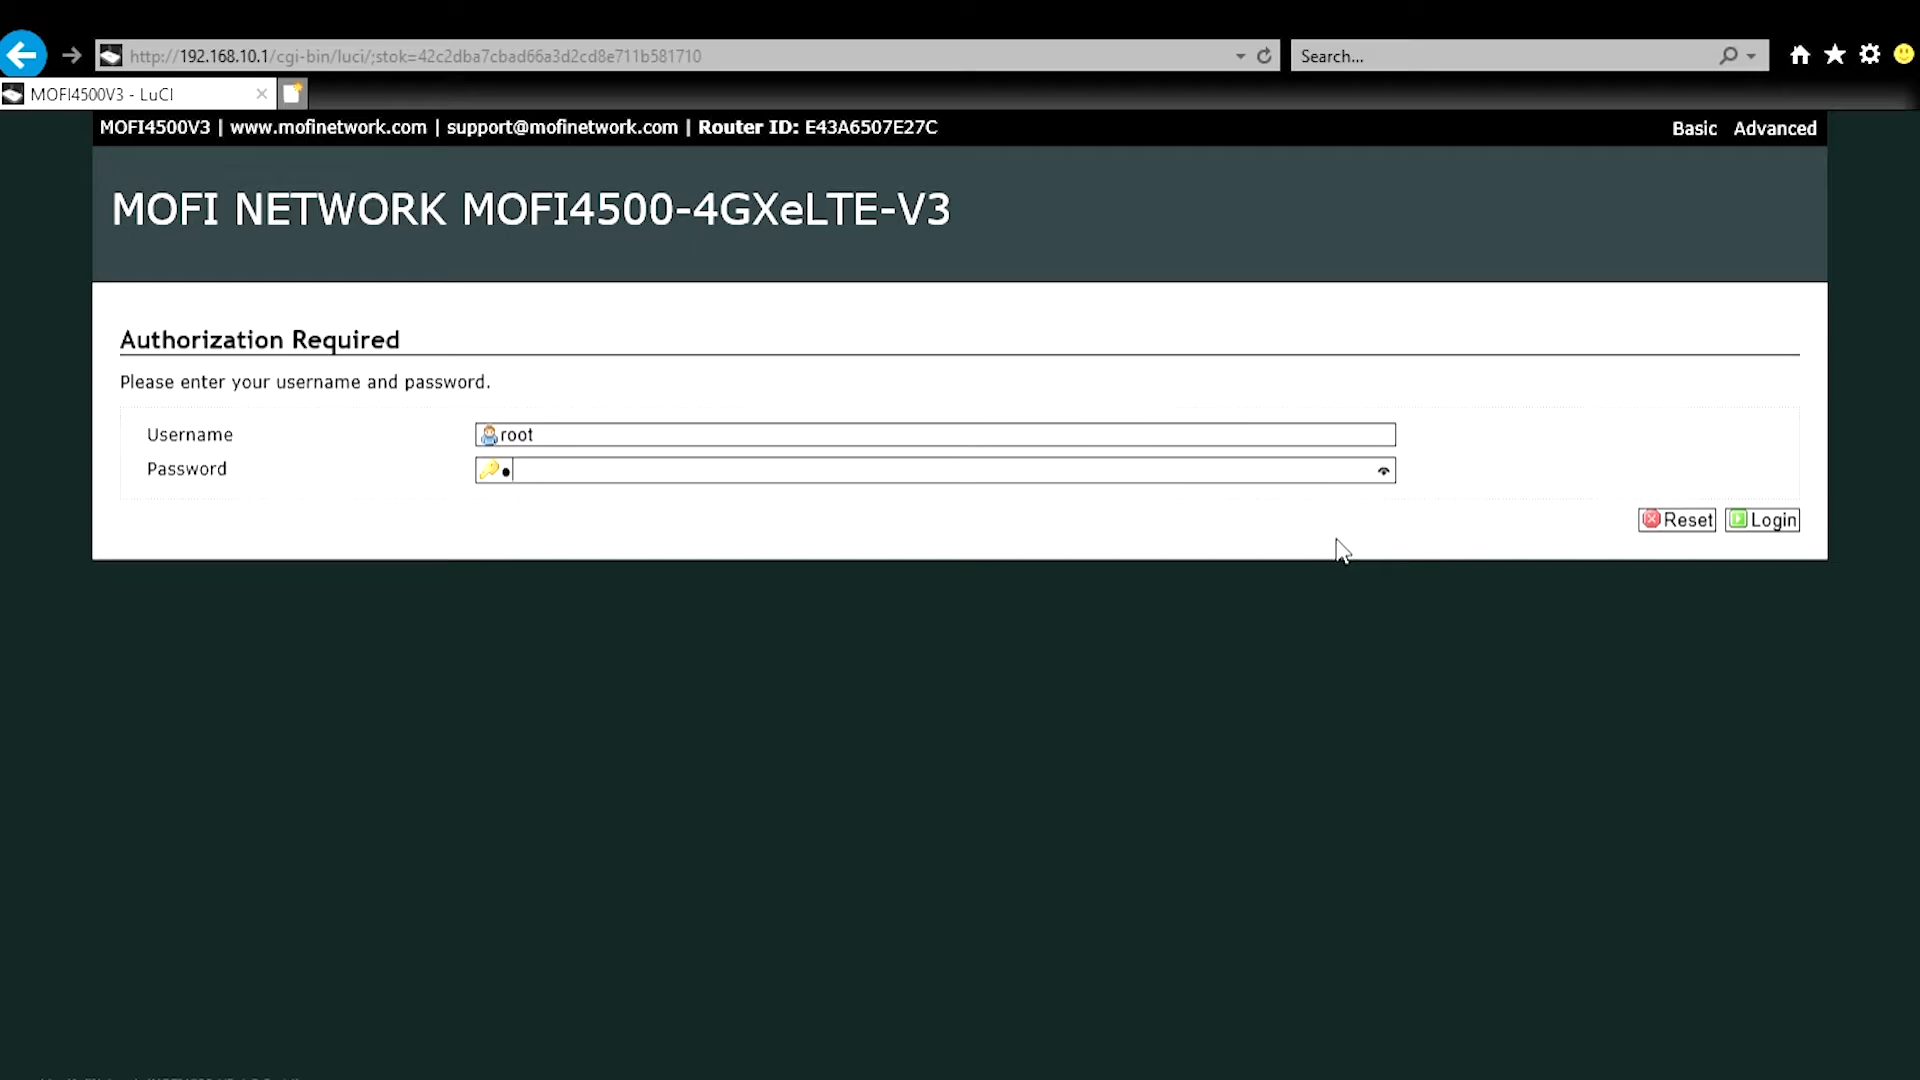 http://192.168.10.1/cgi-bin/luci/;stok=42c2dba7cbad66a3d2cd8e711b581710
Search...
MOFI4500V3 - LuCI
MOFI4500V3 | www.mofinetwork.com | support@mofinetwork.com | Router ID: E43A6507E27C
Basic Advanced
MOFI NETWORK MOFI4500-4GXeLTE-V3
Authorization Required
Please enter your username and password.
Username root
Password
Reset Login